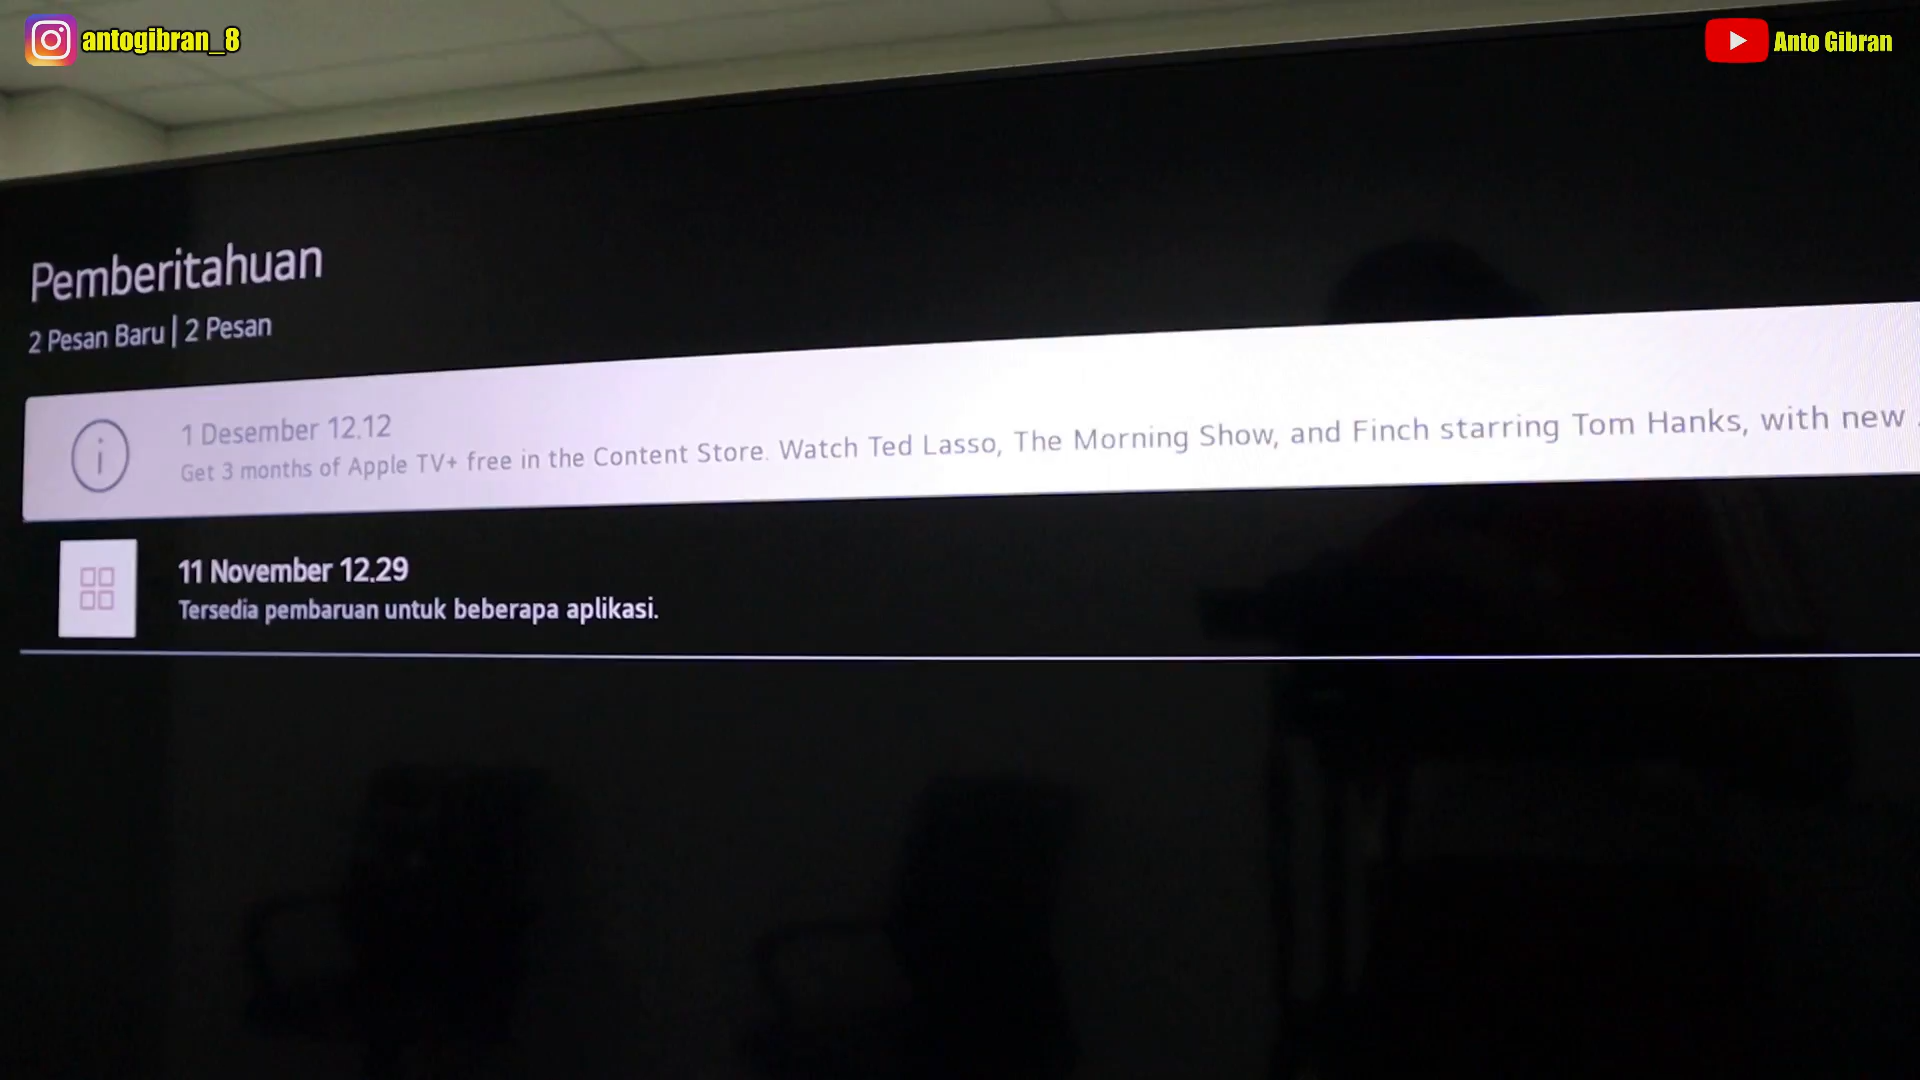 antogibran_8
Anto Gibran
Pemberitahuan
2 Pesan Baru | 2 Pesan
1 Desember 12.12
Get 3 months of Apple TV+ free in the Content Store. Watch Ted Lasso, The Morning Show, and Finch starring Tom Hanks, with new
11 November 12.29
Tersedia pembaruan untuk beberapa aplikasi.